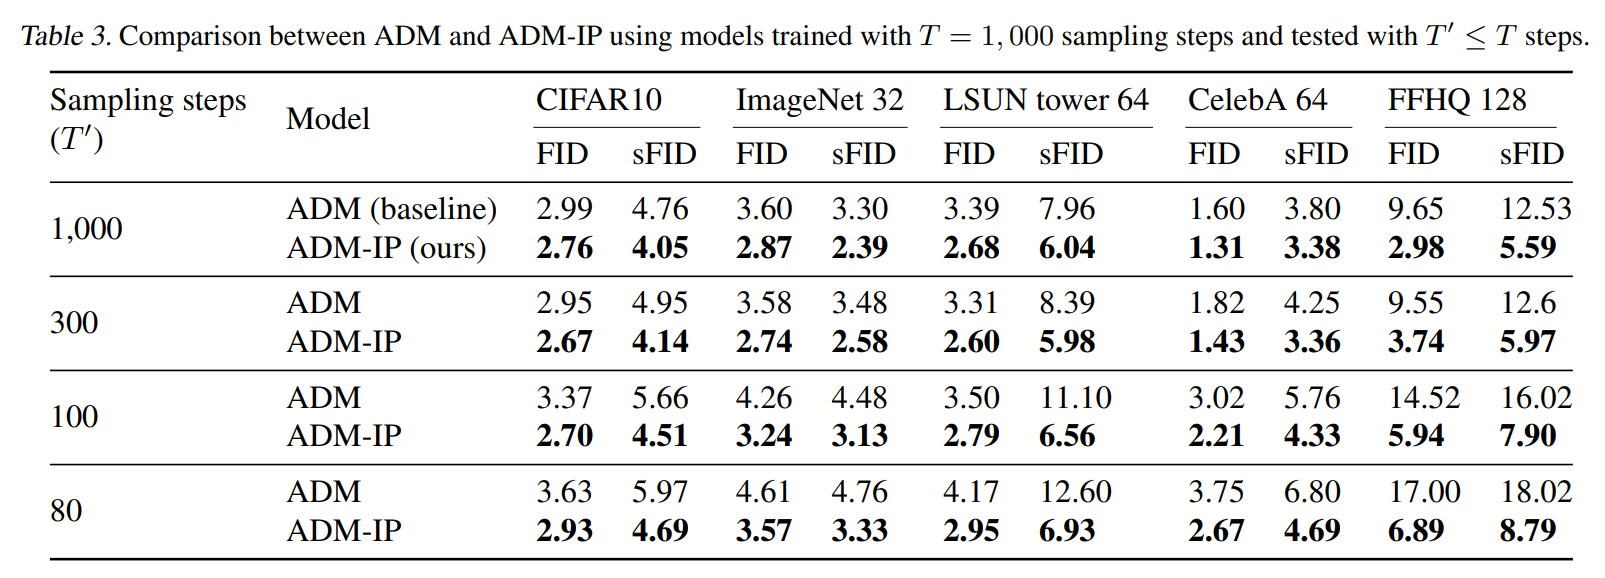 Table 3. Comparison between ADM and ADM-IP using models trained with T = 1, 000 sampling steps and tested with T′ ≤ T steps.
Sampling steps (T′) Model CIFAR10 ImageNet 32 LSUN tower 64 CelebA 64 FFHQ 128
FID sFID FID sFID FID sFID FID sFID FID sFID
1,000 ADM (baseline) 2.99 4.76 3.60 3.30 3.39 7.96 1.60 3.80 9.65 12.53
ADM-IP (ours) 2.76 4.05 2.87 2.39 2.68 6.04 1.31 3.38 2.98 5.59
300 ADM 2.95 4.95 3.58 3.48 3.31 8.39 1.82 4.25 9.55 12.6
ADM-IP 2.67 4.14 2.74 2.58 2.60 5.98 1.43 3.36 3.74 5.97
100 ADM 3.37 5.66 4.26 4.48 3.50 11.10 3.02 5.76 14.52 16.02
ADM-IP 2.70 4.51 3.24 3.13 2.79 6.56 2.21 4.33 5.94 7.90
80 ADM 3.63 5.97 4.61 4.76 4.17 12.60 3.75 6.80 17.00 18.02
ADM-IP 2.93 4.69 3.57 3.33 2.95 6.93 2.67 4.69 6.89 8.79